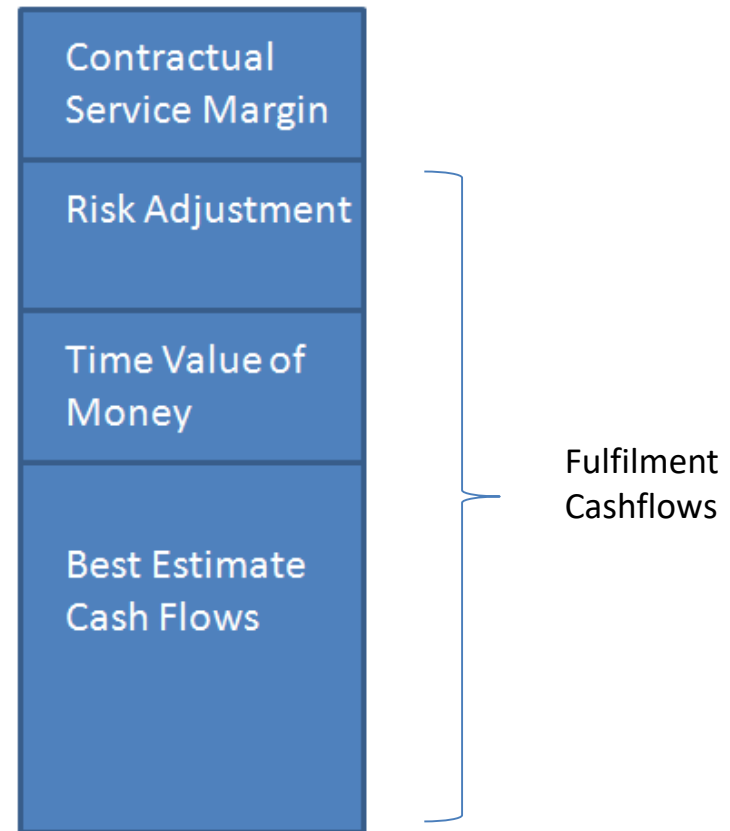 Contractual
Service Margin
Risk Adjustment
Time Value of
Money
Best Estimate
Cash Flows
Fulfilment
Cashflows